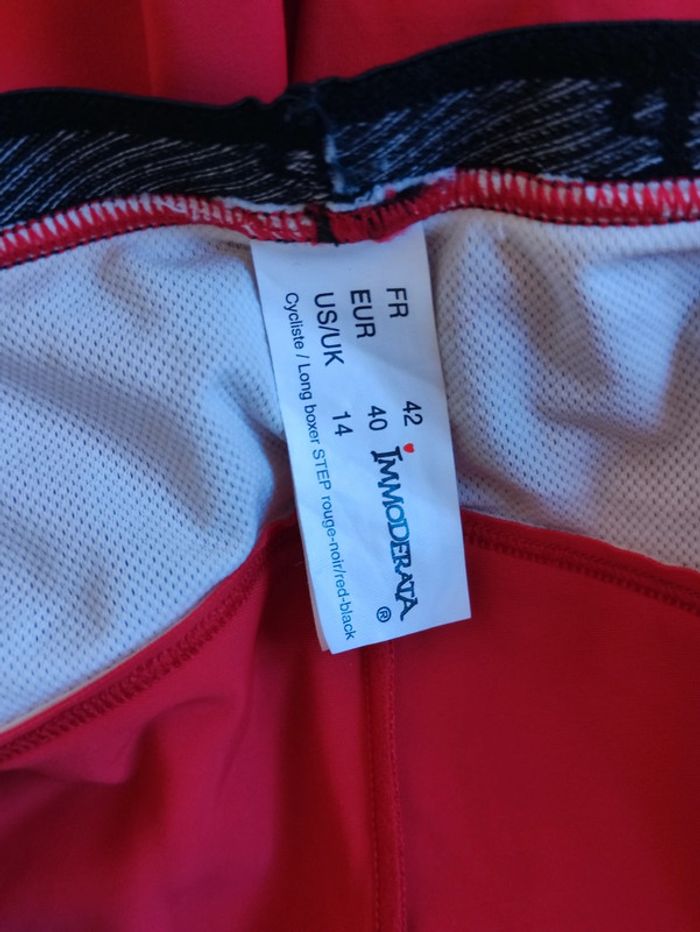 FR 42
EUR 40
US/UK 14
Cycliste / Long boxer STEP rouge-noir/red-black
IMMODERATA ®